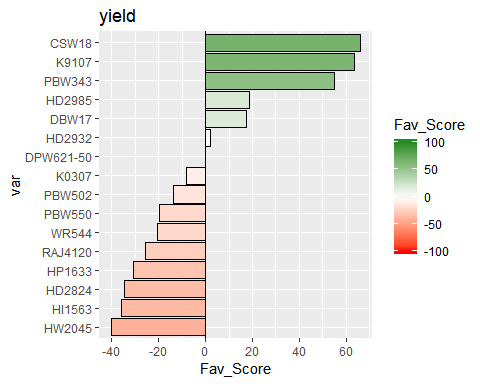 yield
var
CSW18
K9107
PBW343
HD2985
DBW17
HD2932
DPW621-50
K0307
PBW502
PBW550
WR544
RAJ4120
HP1633
HD2824
HI1563
HW2045
-40 -20 0 20 40 60
Fav_Score
Fav_Score
100
50
0
-50
-100